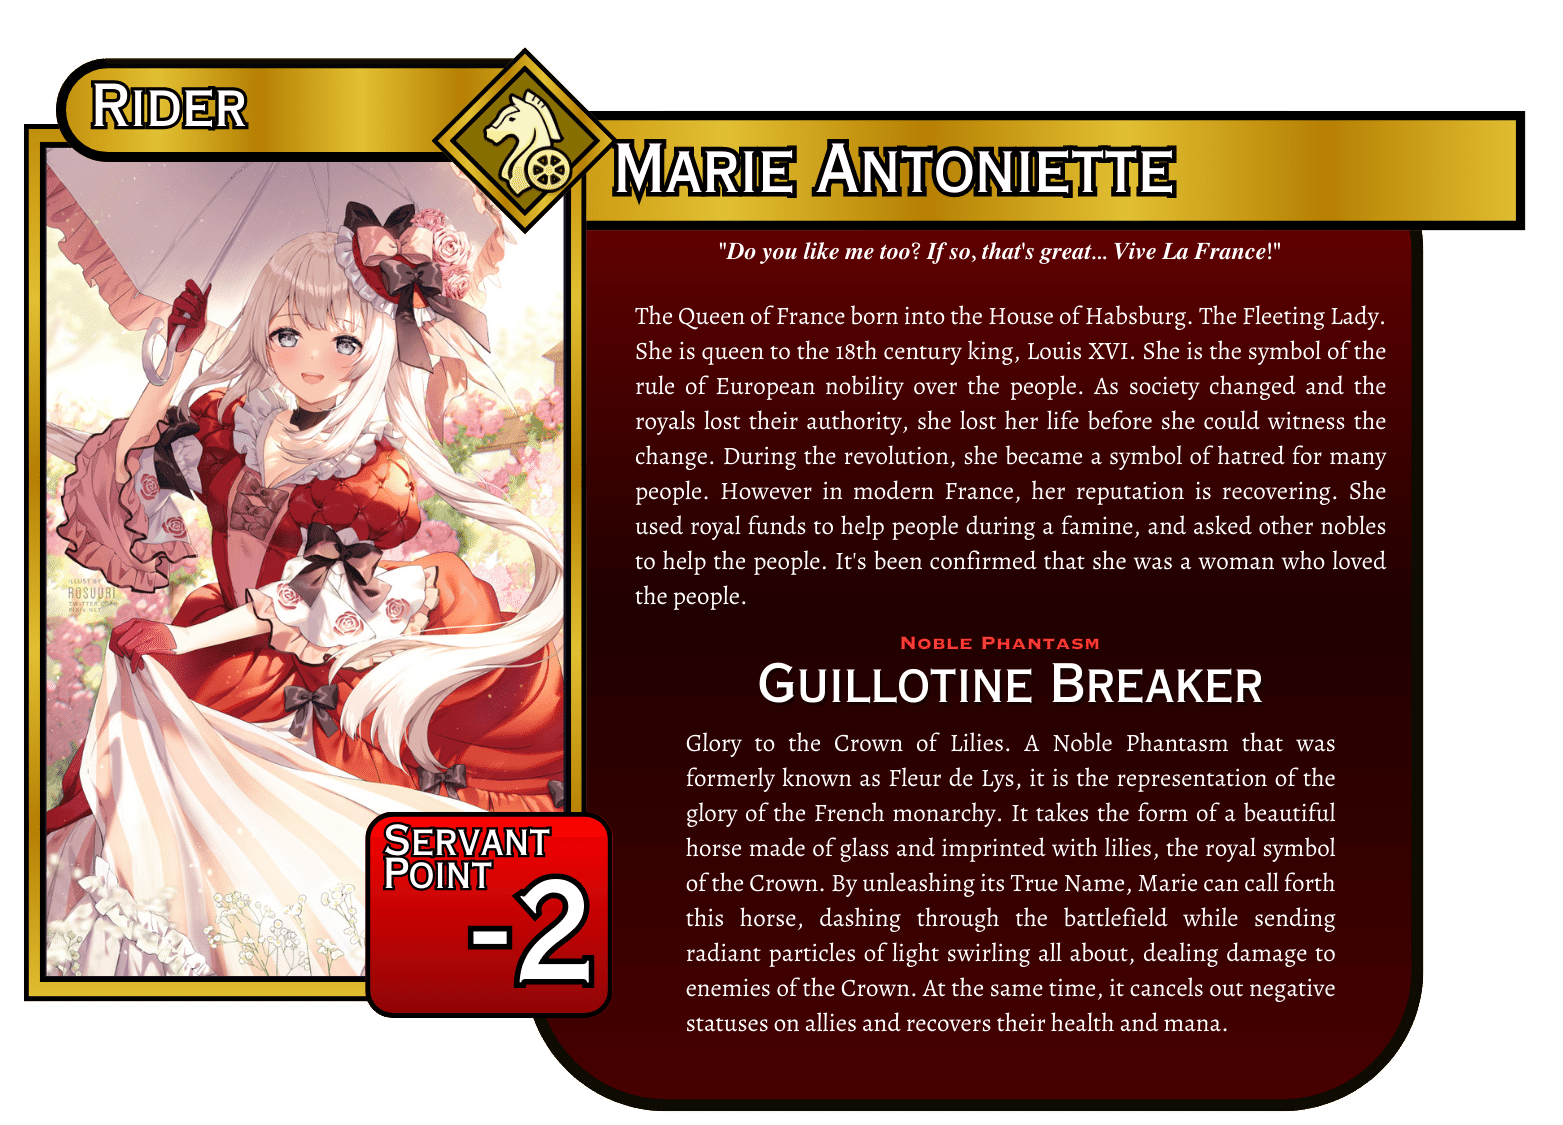 RIDER
MARIE ANTONIETTE
"Do you like me too? If so, that's great... Vive La France!"
The Queen of France born into the House of Habsburg. The Fleeting Lady.
She is queen to the 18th century king, Louis XVI. She is the symbol of the
rule of European nobility over the people. As society changed and the
royals lost their authority, she lost her life before she could witness the
change. During the revolution, she became a symbol of hatred for many
people. However in modern France, her reputation is recovering. She
used royal funds to help people during a famine, and asked other nobles
to help the people. It's been confirmed that she was a woman who loved
the people.
NOBLE PHANTASM
GUILLOTINE BREAKER
Glory to the Crown of Lilies. A Noble Phantasm that was
formerly known as Fleur de Lys, it is the representation of the
glory of the French monarchy. It takes the form of a beautiful
horse made of glass and imprinted with lilies, the royal symbol
of the Crown. By unleashing its True Name, Marie can call forth
this horse, dashing through the battlefield while sending
radiant particles of light swirling all about, dealing damage to
enemies of the Crown. At the same time, it cancels out negative
statuses on allies and recovers their health and mana.
ILLUST BY
ROSUURI
SERVANT
POINT
-2